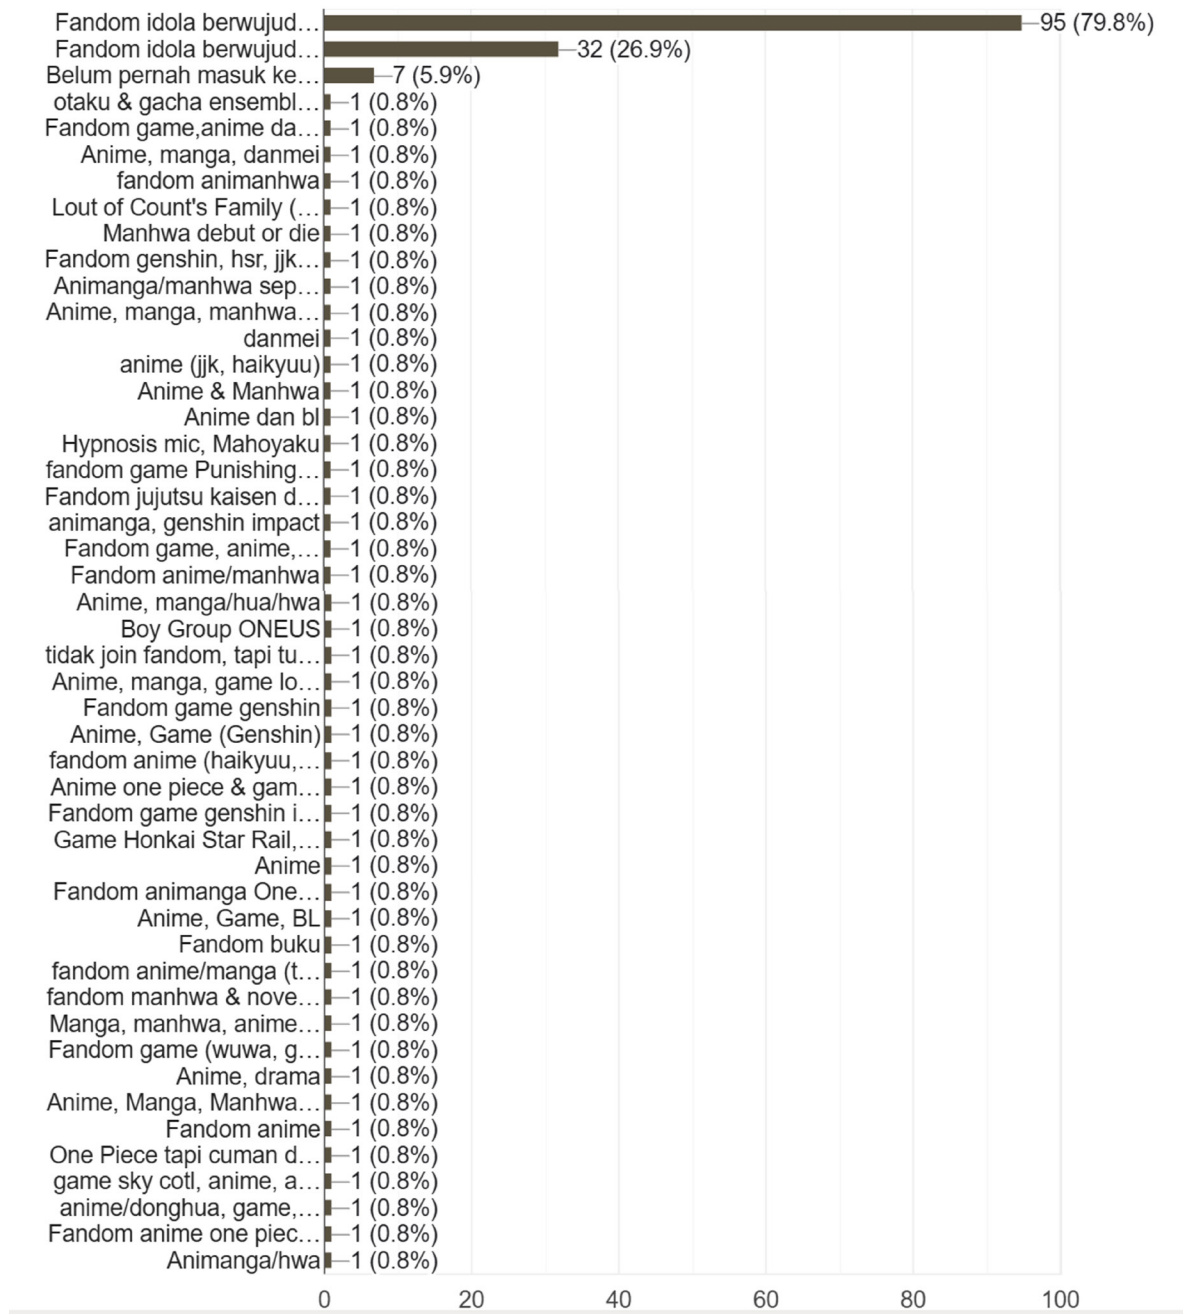 Fandom idola berwujud… 95 (79.8%)
Fandom idola berwujud… 32 (26.9%)
Belum pernah masuk ke… 7 (5.9%)
otaku & gacha ensembl… 1 (0.8%)
Fandom game,anime da… 1 (0.8%)
Anime, manga, danmei 1 (0.8%)
fandom animanhwa 1 (0.8%)
Lout of Count's Family (… 1 (0.8%)
Manhwa debut or die 1 (0.8%)
Fandom genshin, hsr, jjk… 1 (0.8%)
Animanga/manhwa sep… 1 (0.8%)
Anime, manga, manhwa… 1 (0.8%)
danmei 1 (0.8%)
anime (jjk, haikyuu) 1 (0.8%)
Anime & Manhwa 1 (0.8%)
Anime dan bl 1 (0.8%)
Hypnosis mic, Mahoyaku 1 (0.8%)
fandom game Punishing… 1 (0.8%)
Fandom jujutsu kaisen d… 1 (0.8%)
animanga, genshin impact 1 (0.8%)
Fandom game, anime,… 1 (0.8%)
Fandom anime/manhwa 1 (0.8%)
Anime, manga/hua/hwa 1 (0.8%)
Boy Group ONEUS 1 (0.8%)
tidak join fandom, tapi tu… 1 (0.8%)
Anime, manga, game lo… 1 (0.8%)
Fandom game genshin 1 (0.8%)
Anime, Game (Genshin) 1 (0.8%)
fandom anime (haikyuu,… 1 (0.8%)
Anime one piece & gam… 1 (0.8%)
Fandom game genshin i… 1 (0.8%)
Game Honkai Star Rail,… 1 (0.8%)
Anime 1 (0.8%)
Fandom animanga One… 1 (0.8%)
Anime, Game, BL 1 (0.8%)
Fandom buku 1 (0.8%)
fandom anime/manga (t… 1 (0.8%)
fandom manhwa & nove… 1 (0.8%)
Manga, manhwa, anime… 1 (0.8%)
Fandom game (wuwa, g… 1 (0.8%)
Anime, drama 1 (0.8%)
Anime, Manga, Manhwa… 1 (0.8%)
Fandom anime 1 (0.8%)
One Piece tapi cuman d… 1 (0.8%)
game sky cotl, anime, a… 1 (0.8%)
anime/donghua, game,… 1 (0.8%)
Fandom anime one piec… 1 (0.8%)
Animanga/hwa 1 (0.8%)
0 20 40 60 80 100